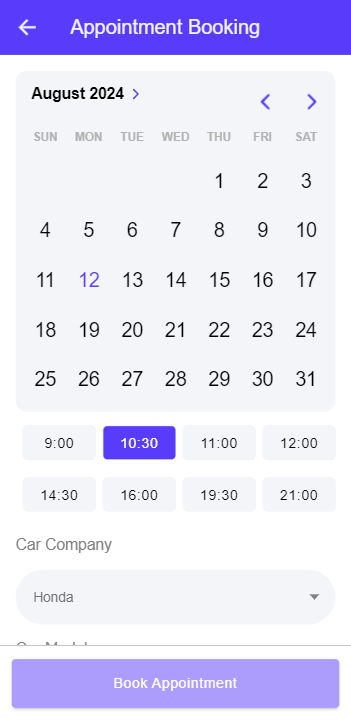 Appointment Booking
August 2024
SUN MON TUE WED THU FRI SAT
1 2 3
4 5 6 7 8 9 10
11 12 13 14 15 16 17
18 19 20 21 22 23 24
25 26 27 28 29 30 31
9:00 10:30 11:00 12:00
14:30 16:00 19:30 21:00
Car Company
Honda
Book Appointment